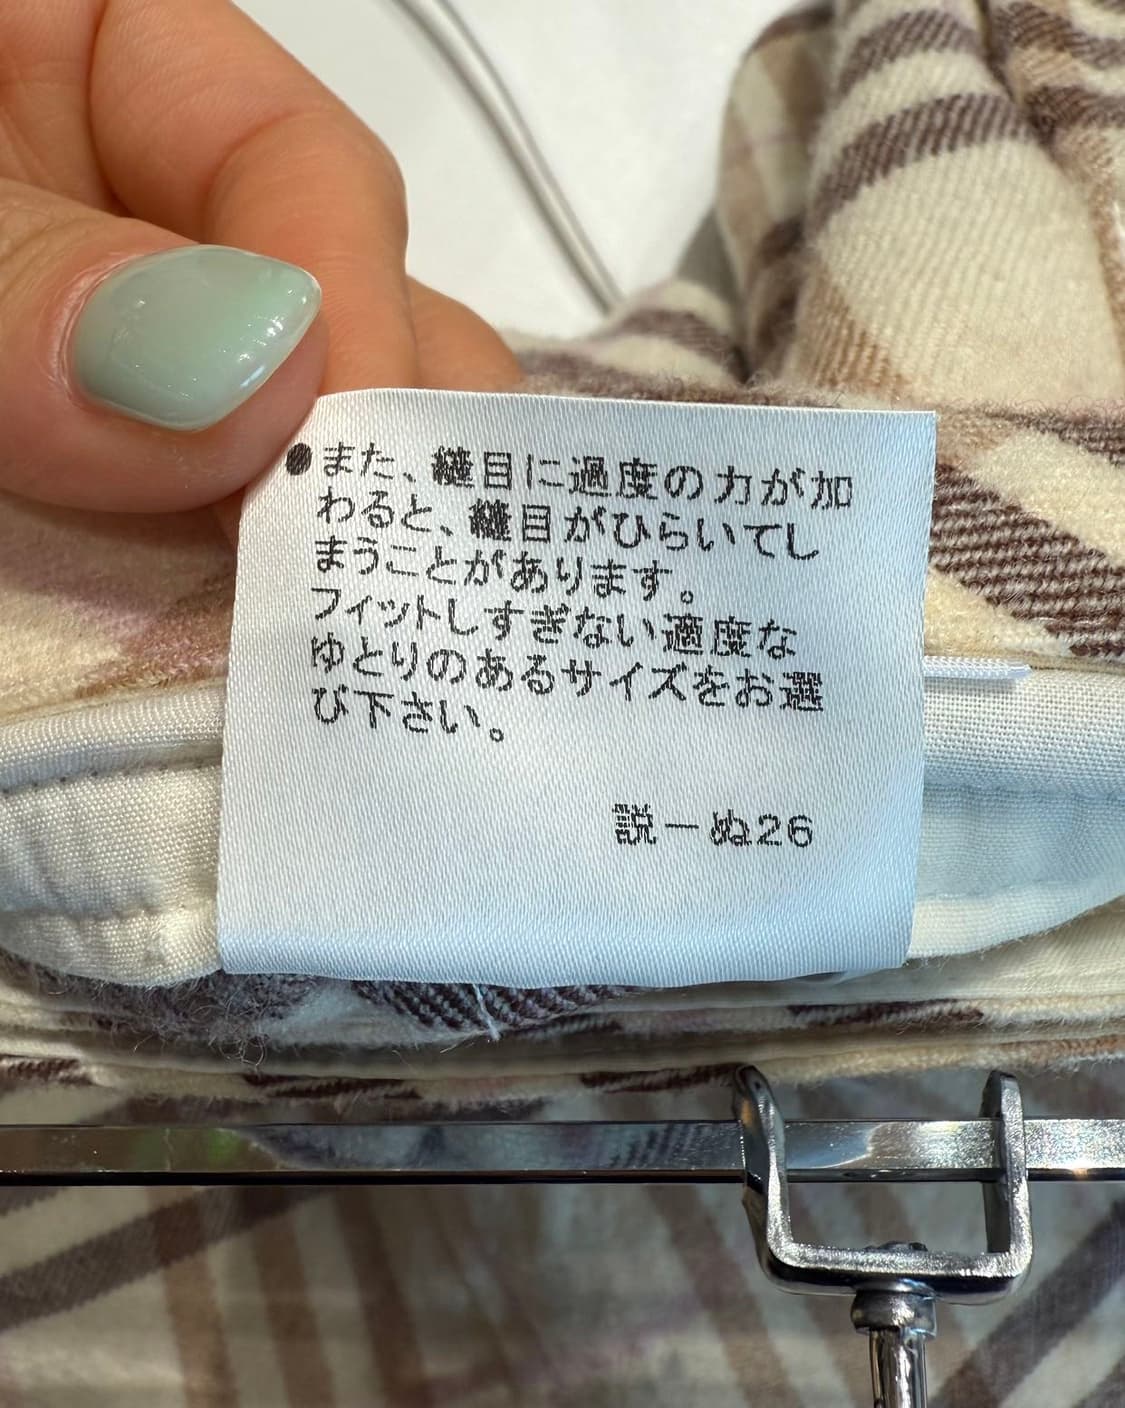 ●また、縫目に過度の力が加
わると、縫目がひらいてし
まうことがあります。
フィットしすぎない適度な
ゆとりのあるサイズをお選
び下さい。
説－ぬ26